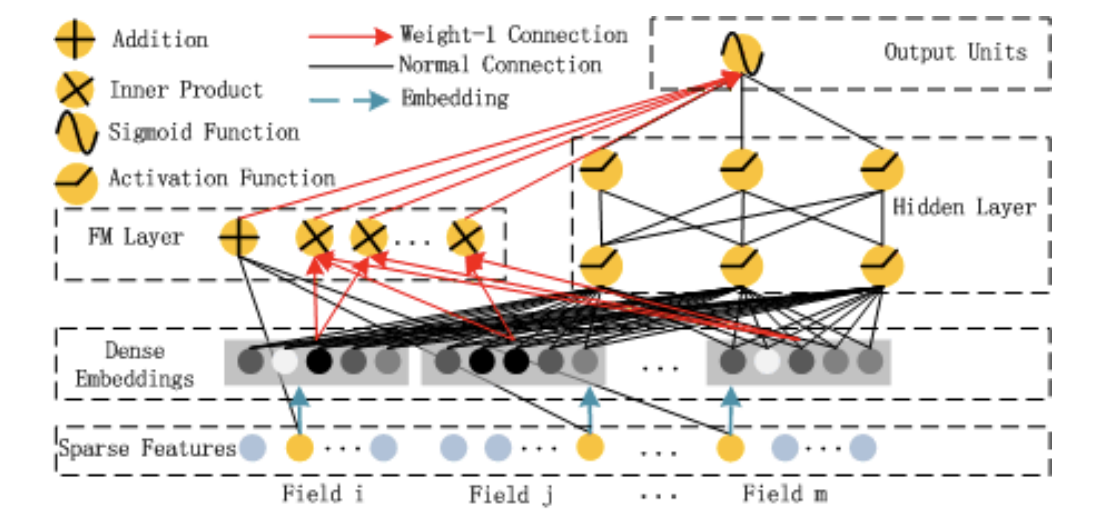 Addition
Inner Product
Sigmoid Function
Activation Function
Weight-1 Connection
Normal Connection
Embedding
Output Units
Hidden Layer
FM Layer
...
Dense
Embeddings
...
Sparse Features
... ... ... ...
Field i Field j ... Field m